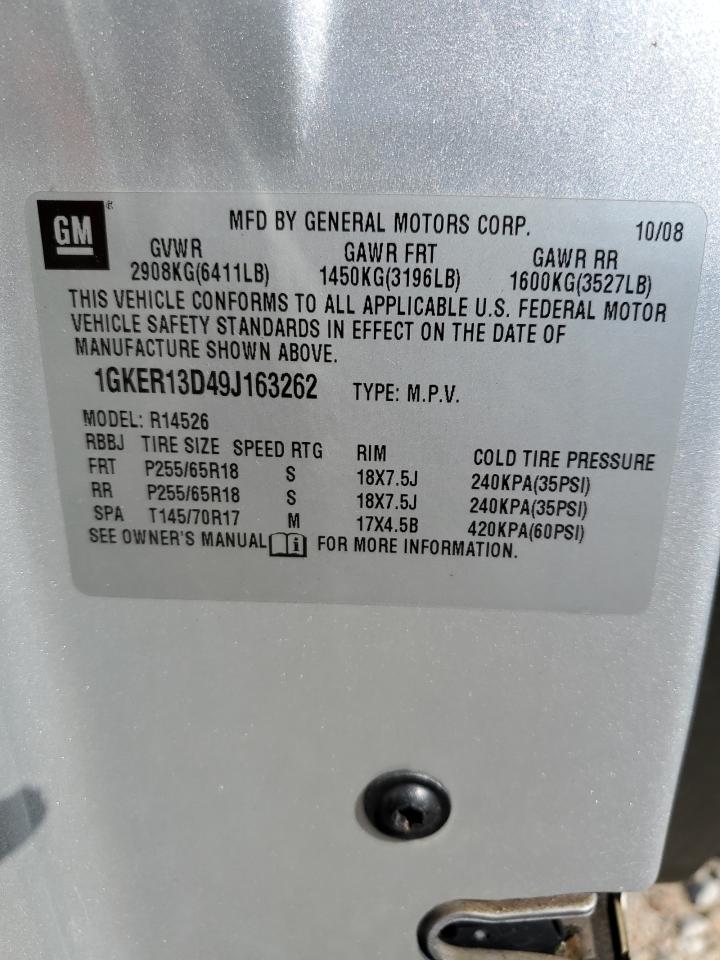 GM ® MFD BY GENERAL MOTORS CORP. 10/08
GVWR GAWR FRT GAWR RR
2908KG(6411LB) 1450KG(3196LB) 1600KG(3527LB)
THIS VEHICLE CONFORMS TO ALL APPLICABLE U.S. FEDERAL MOTOR
VEHICLE SAFETY STANDARDS IN EFFECT ON THE DATE OF
MANUFACTURE SHOWN ABOVE.
1GKER13D49J163262 TYPE: M.P.V.
MODEL: R14526
RBBJ TIRE SIZE SPEED RTG RIM COLD TIRE PRESSURE
FRT P255/65R18 S 18X7.5J 240KPA(35PSI)
RR P255/65R18 S 18X7.5J 240KPA(35PSI)
SPA T145/70R17 M 17X4.5B 420KPA(60PSI)
SEE OWNER'S MANUAL i FOR MORE INFORMATION.